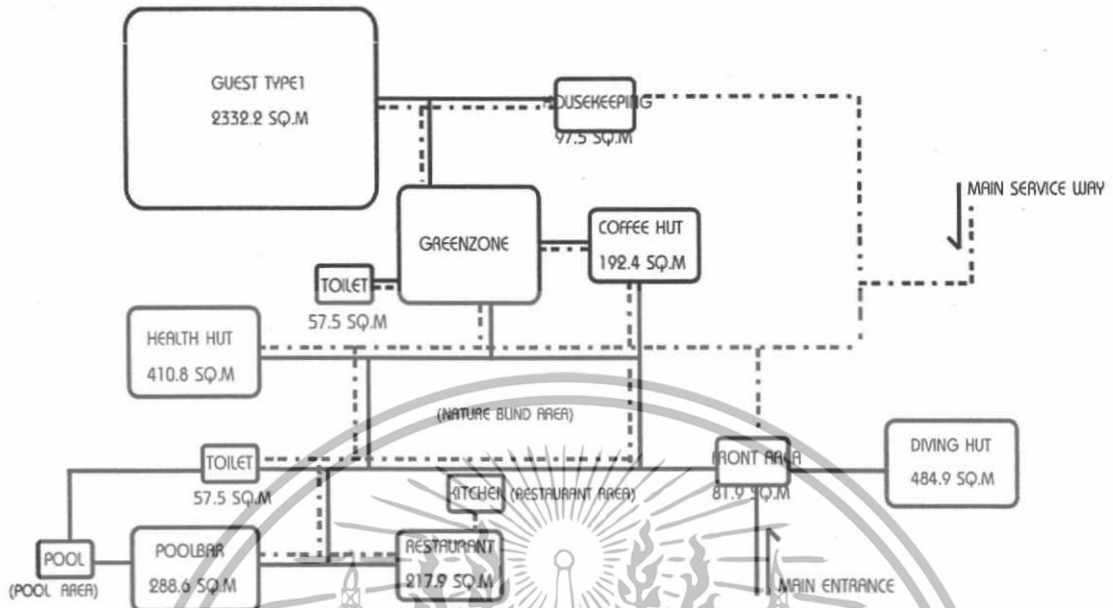 GUEST TYPE1
2332.2 SQ.M
HOUSEKEEPING
97.5 SQ.M
MAIN SERVICE WAY
GREENZONE
COFFEE HUT
192.4 SQ.M
TOILET
57.5 SQ.M
HEALTH HUT
410.8 SQ.M
(NATURE BLIND AREA)
TOILET
57.5 SQ.M
FRONT AREA
81.9 SQ.M
DIVING HUT
484.9 SQ.M
KITCHEN (RESTAURANT AREA)
POOL
(POOL AREA)
POOLBAR
288.6 SQ.M
RESTAURANT
217.9 SQ.M
MAIN ENTRANCE